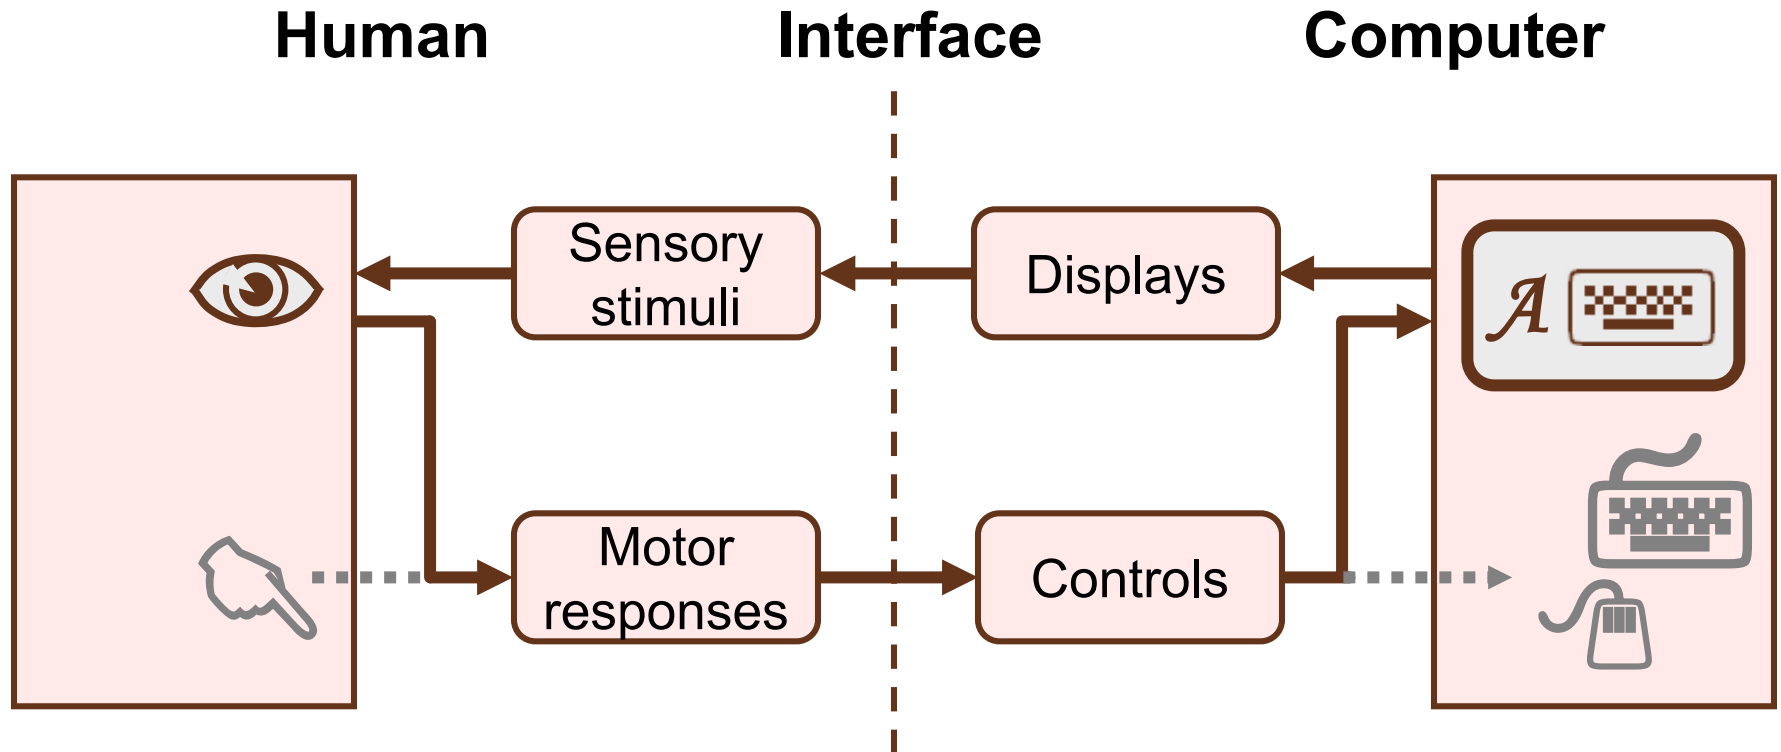 Human Interface Computer
Sensory
stimuli
Displays
A
Motor
responses
Controls